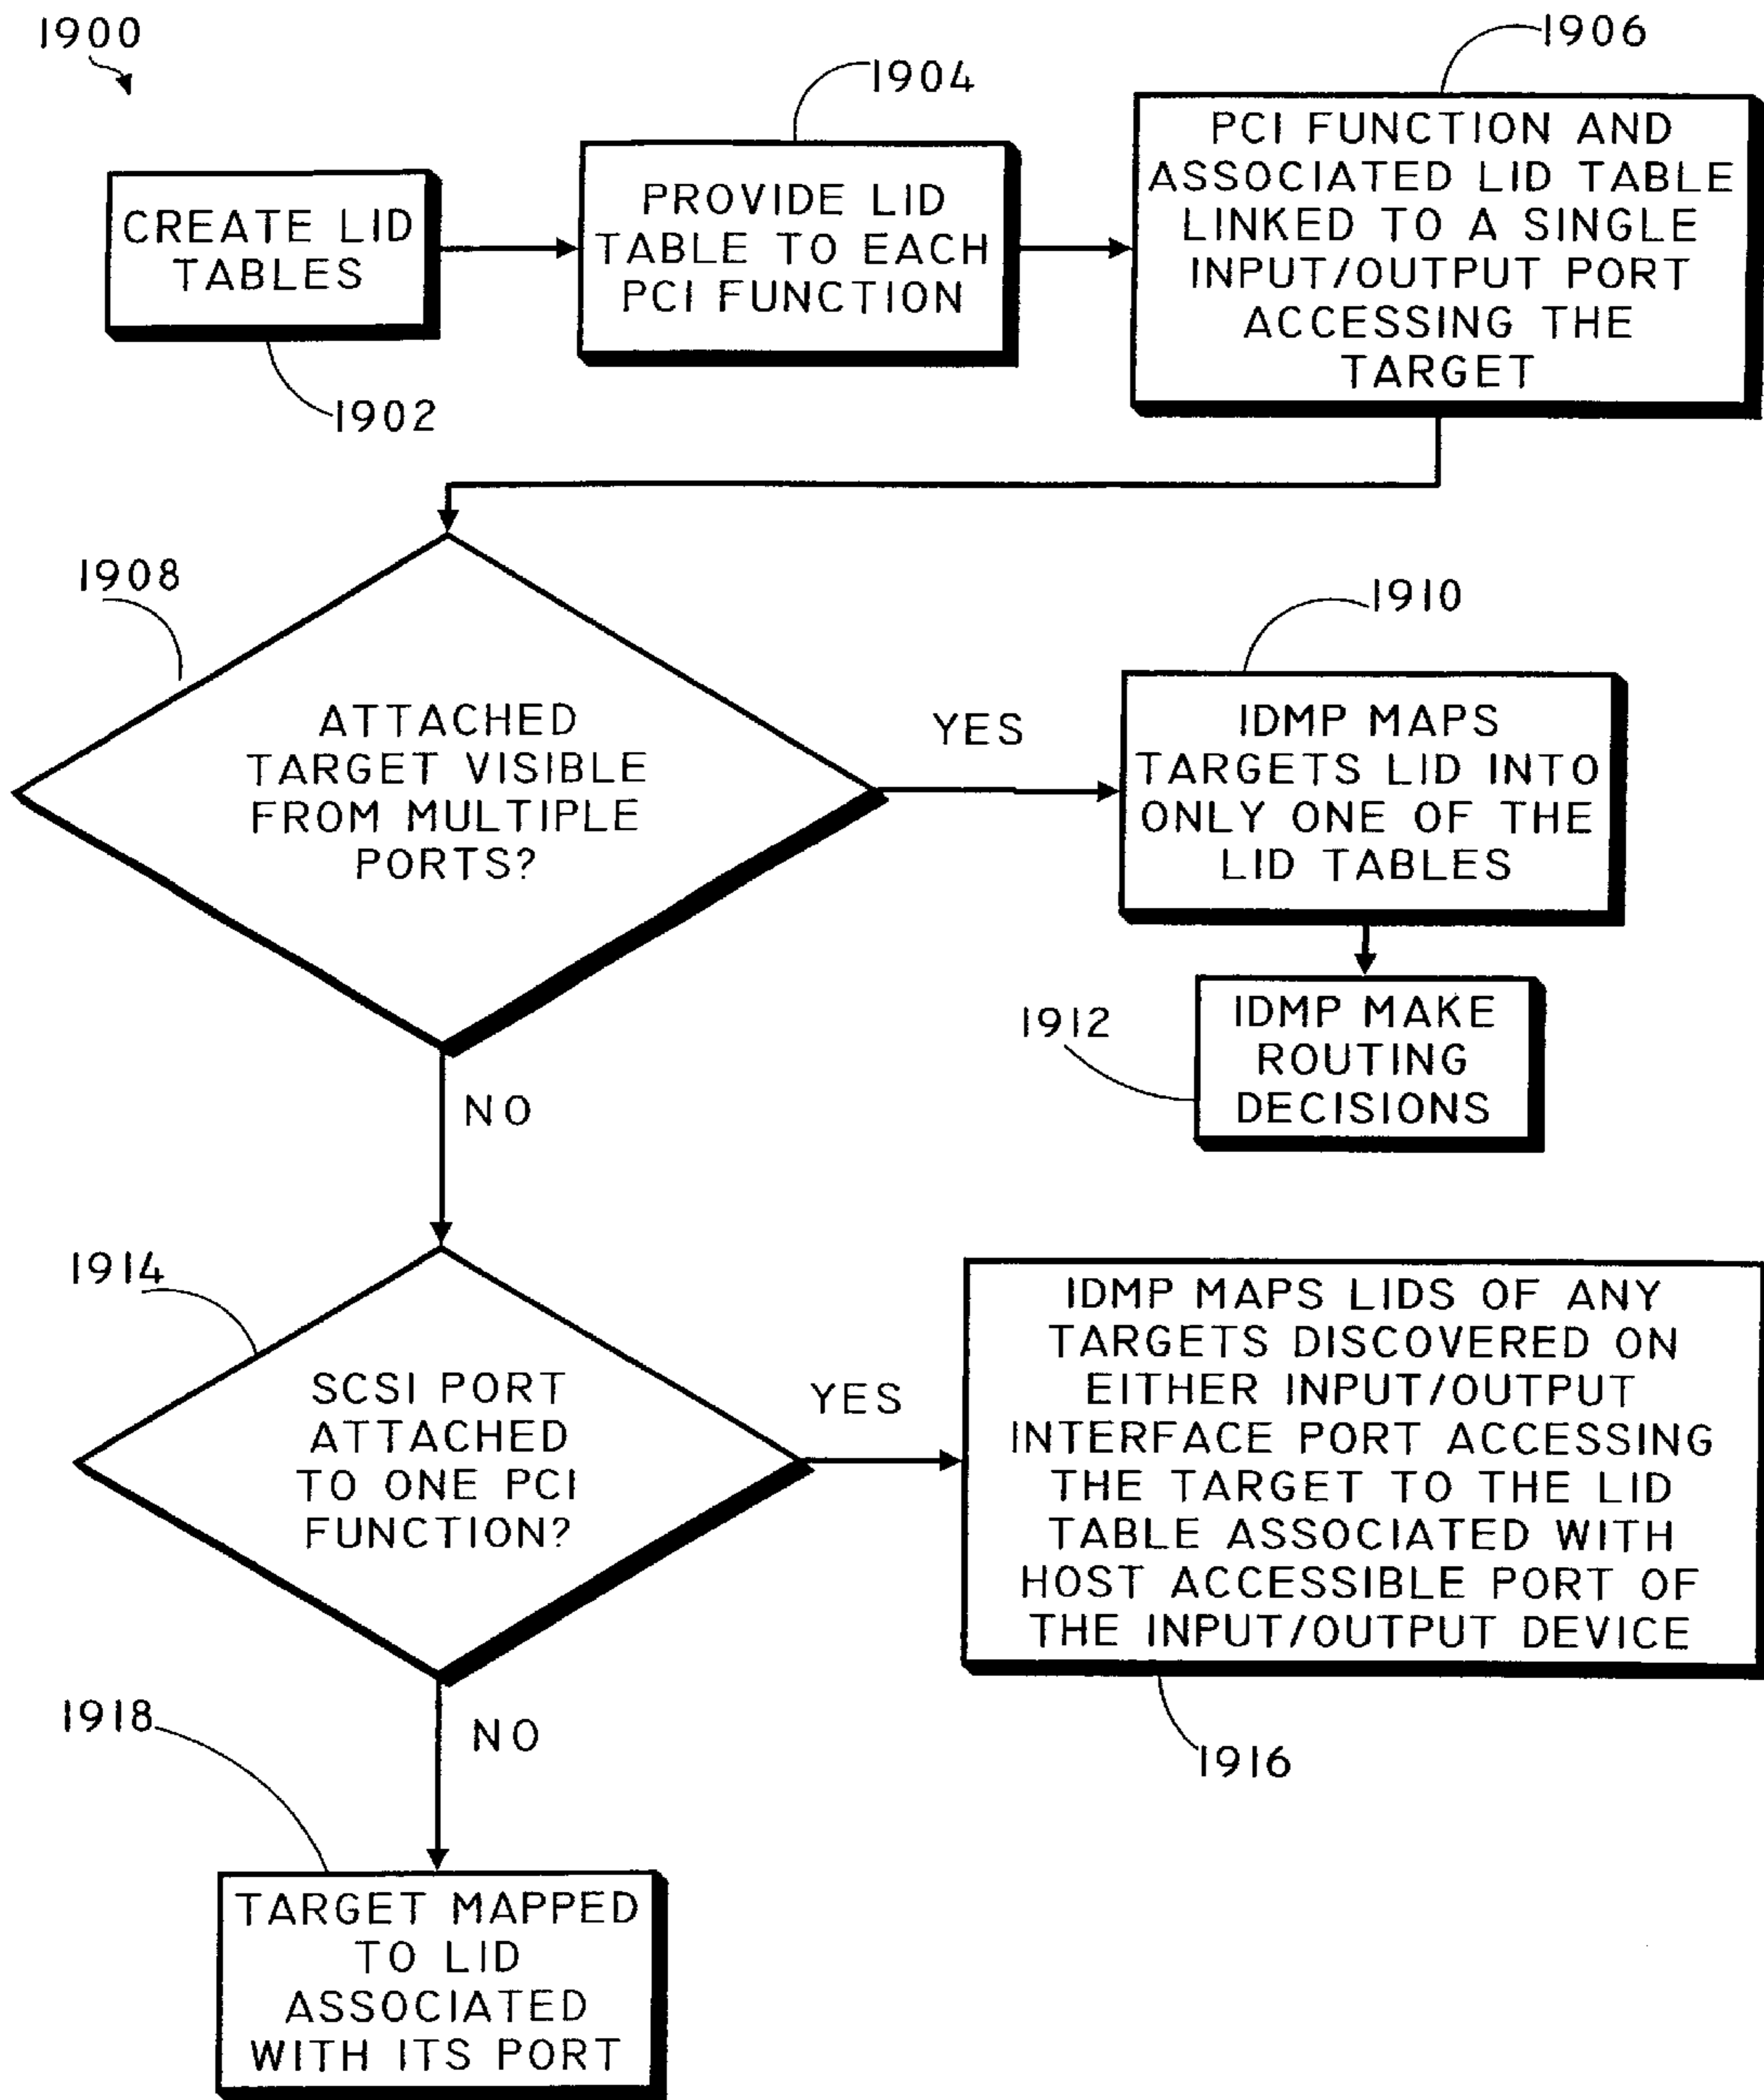 1900
1904
1906
CREATE LID
TABLES
1902
PROVIDE LID
TABLE TO EACH
PCI FUNCTION
PCI FUNCTION AND
ASSOCIATED LID TABLE
LINKED TO A SINGLE
INPUT/OUTPUT PORT
ACCESSING THE
TARGET
1908
ATTACHED
TARGET VISIBLE
FROM MULTIPLE
PORTS?
YES
1910
IDMP MAPS
TARGETS LID INTO
ONLY ONE OF THE
LID TABLES
1912
IDMP MAKE
ROUTING
DECISIONS
NO
1914
SCSI PORT
ATTACHED
TO ONE PCI
FUNCTION?
YES
IDMP MAPS LIDS OF ANY
TARGETS DISCOVERED ON
EITHER INPUT/OUTPUT
INTERFACE PORT ACCESSING
THE TARGET TO THE LID
TABLE ASSOCIATED WITH
HOST ACCESSIBLE PORT OF
THE INPUT/OUTPUT DEVICE
1916
NO
1918
TARGET MAPPED
TO LID
ASSOCIATED
WITH ITS PORT